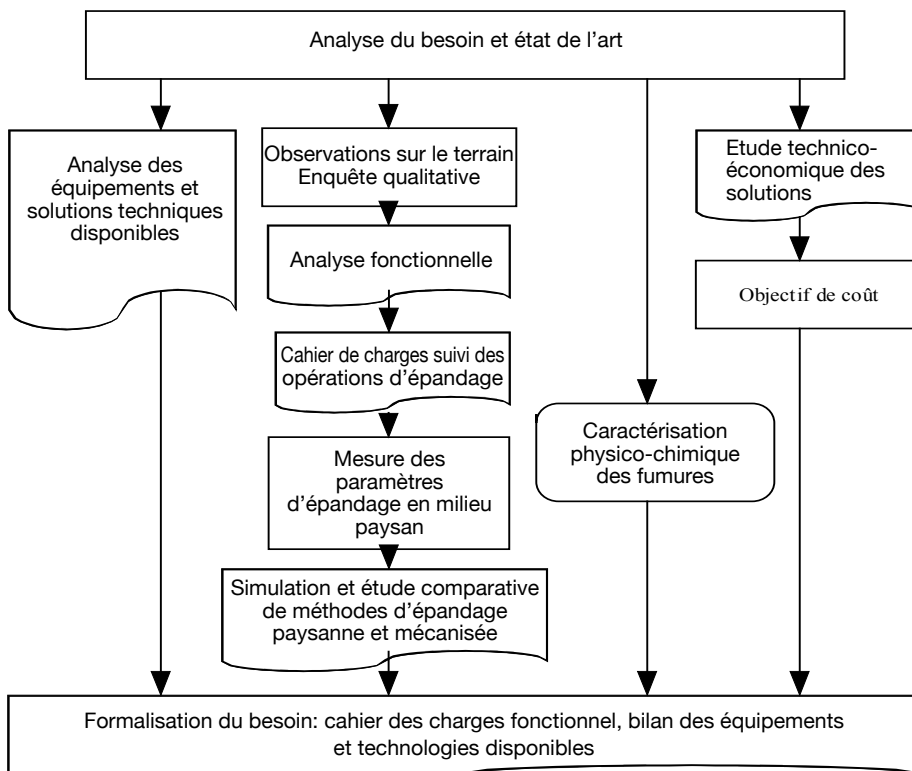 Analyse du besoin et état de l'art
Analyse des
équipements et
solutions techniques
disponibles
Observations sur le terrain
Enquête qualitative
Analyse fonctionnelle
Cahier de charges suivi des
opérations d'épandage
Mesure des
paramètres
d'épandage en milieu
paysan
Simulation et étude comparative
de méthodes d'épandage
paysanne et mécanisée
Caractérisation
physico-chimique
des fumures
Etude technico-
économique des
solutions
Objectif de coût
Formalisation du besoin: cahier des charges fonctionnel, bilan des équipements
et technologies disponibles